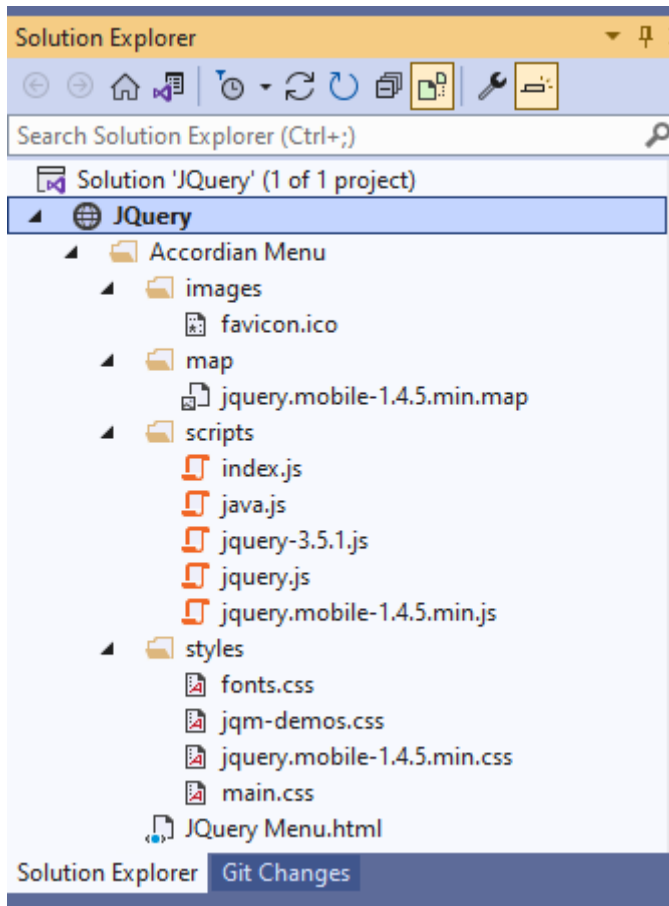 Solution Explorer
Search Solution Explorer (Ctrl+;)
Solution 'JQuery' (1 of 1 project)
JQuery
Accordian Menu
images
favicon.ico
map
jquery.mobile-1.4.5.min.map
scripts
index.js
java.js
jquery-3.5.1.js
jquery.js
jquery.mobile-1.4.5.min.js
styles
fonts.css
jqm-demos.css
jquery.mobile-1.4.5.min.css
main.css
JQuery Menu.html
Solution Explorer Git Changes